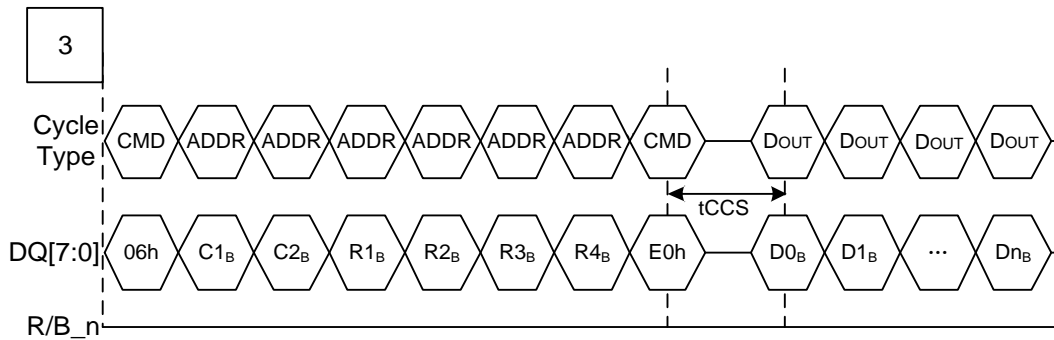 3
Cycle Type CMD ADDR ADDR ADDR ADDR ADDR ADDR CMD DOUT DOUT DOUT DOUT
tCCS
DQ[7:0] 06h C1B C2B R1B R2B R3B R4B E0h D0B D1B ... DnB
R/B_n